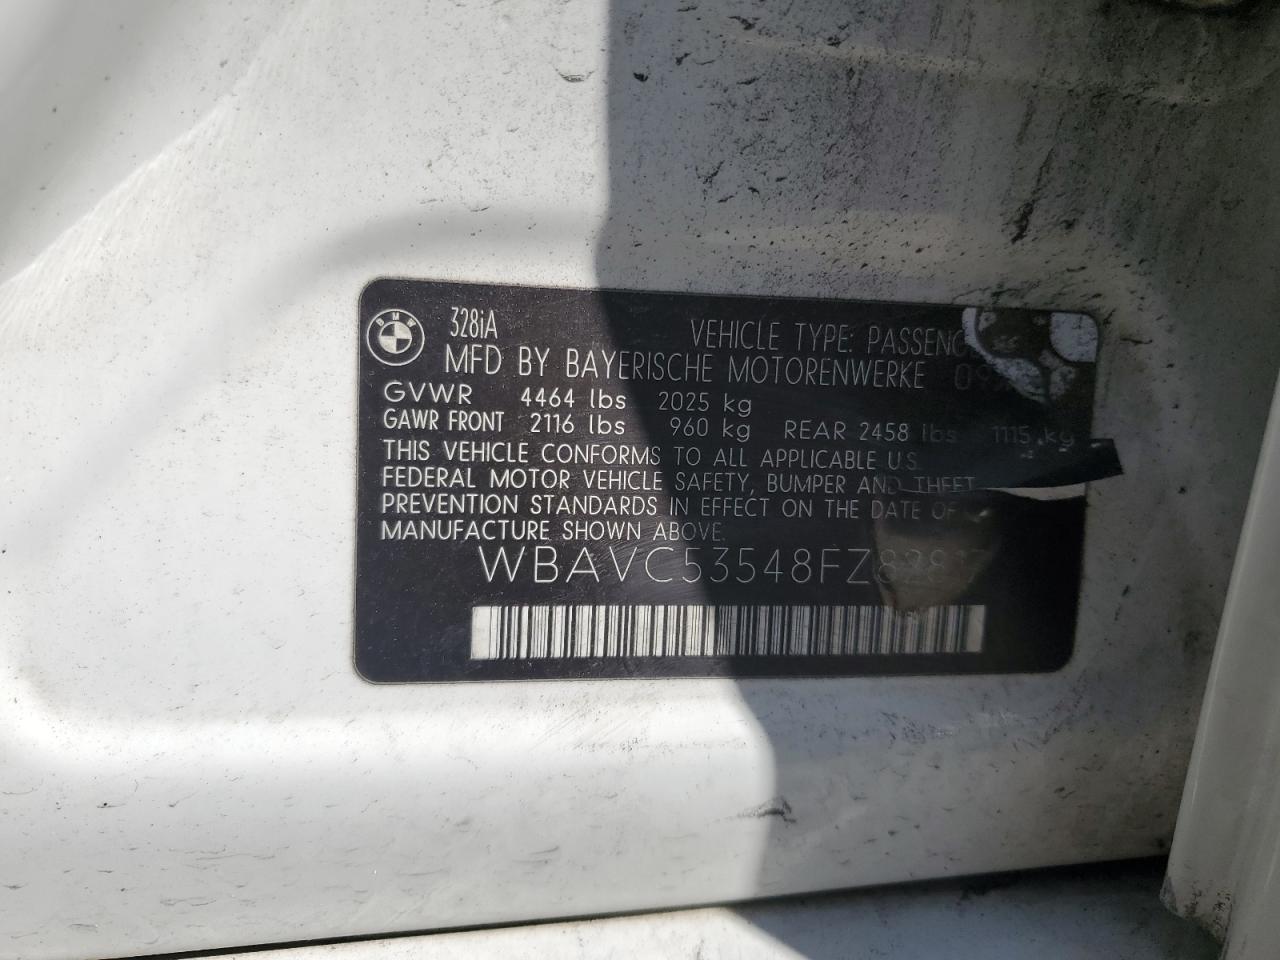 BMW
328iA
VEHICLE TYPE:
MFD BY BAYERISCHE MOTORENWERKE
GVWR 4464 lbs 2025 kg
GAWR FRONT 2116 lbs 960 kg REAR 2458 lbs 1115 kg
THIS VEHICLE CONFORMS TO ALL APPLICABLE U.S.
FEDERAL MOTOR VEHICLE SAFETY, BUMPER AND THEFT
PREVENTION STANDARDS IN EFFECT ON THE DATE OF
MANUFACTURE SHOWN ABOVE.